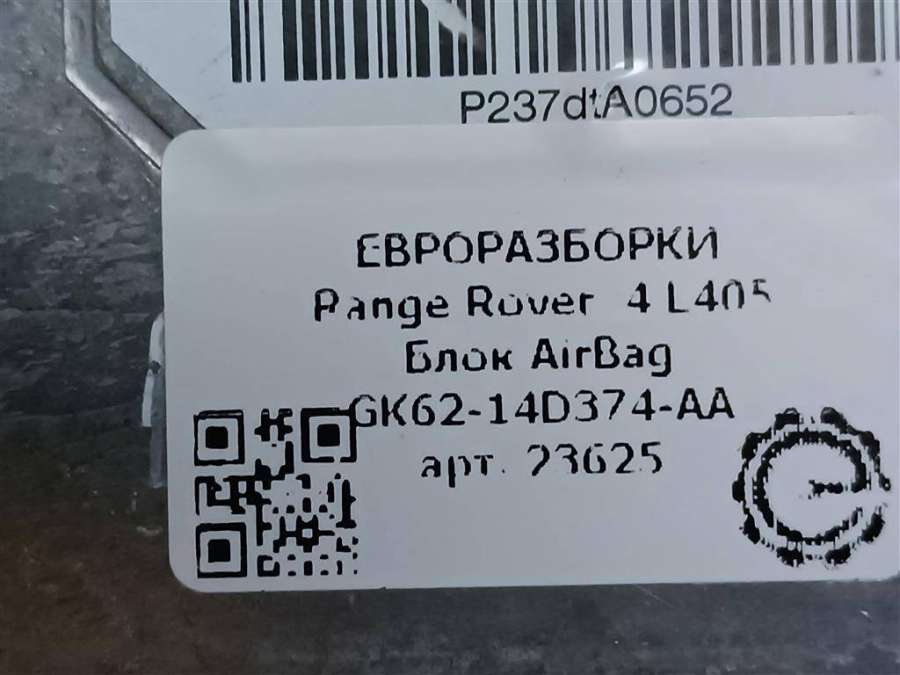 P237dtA0652
ЕВРОРАЗБОРКИ
Range Rover 4 L405
Блок AirBag
GK62-14D374-AA
арт. 23625